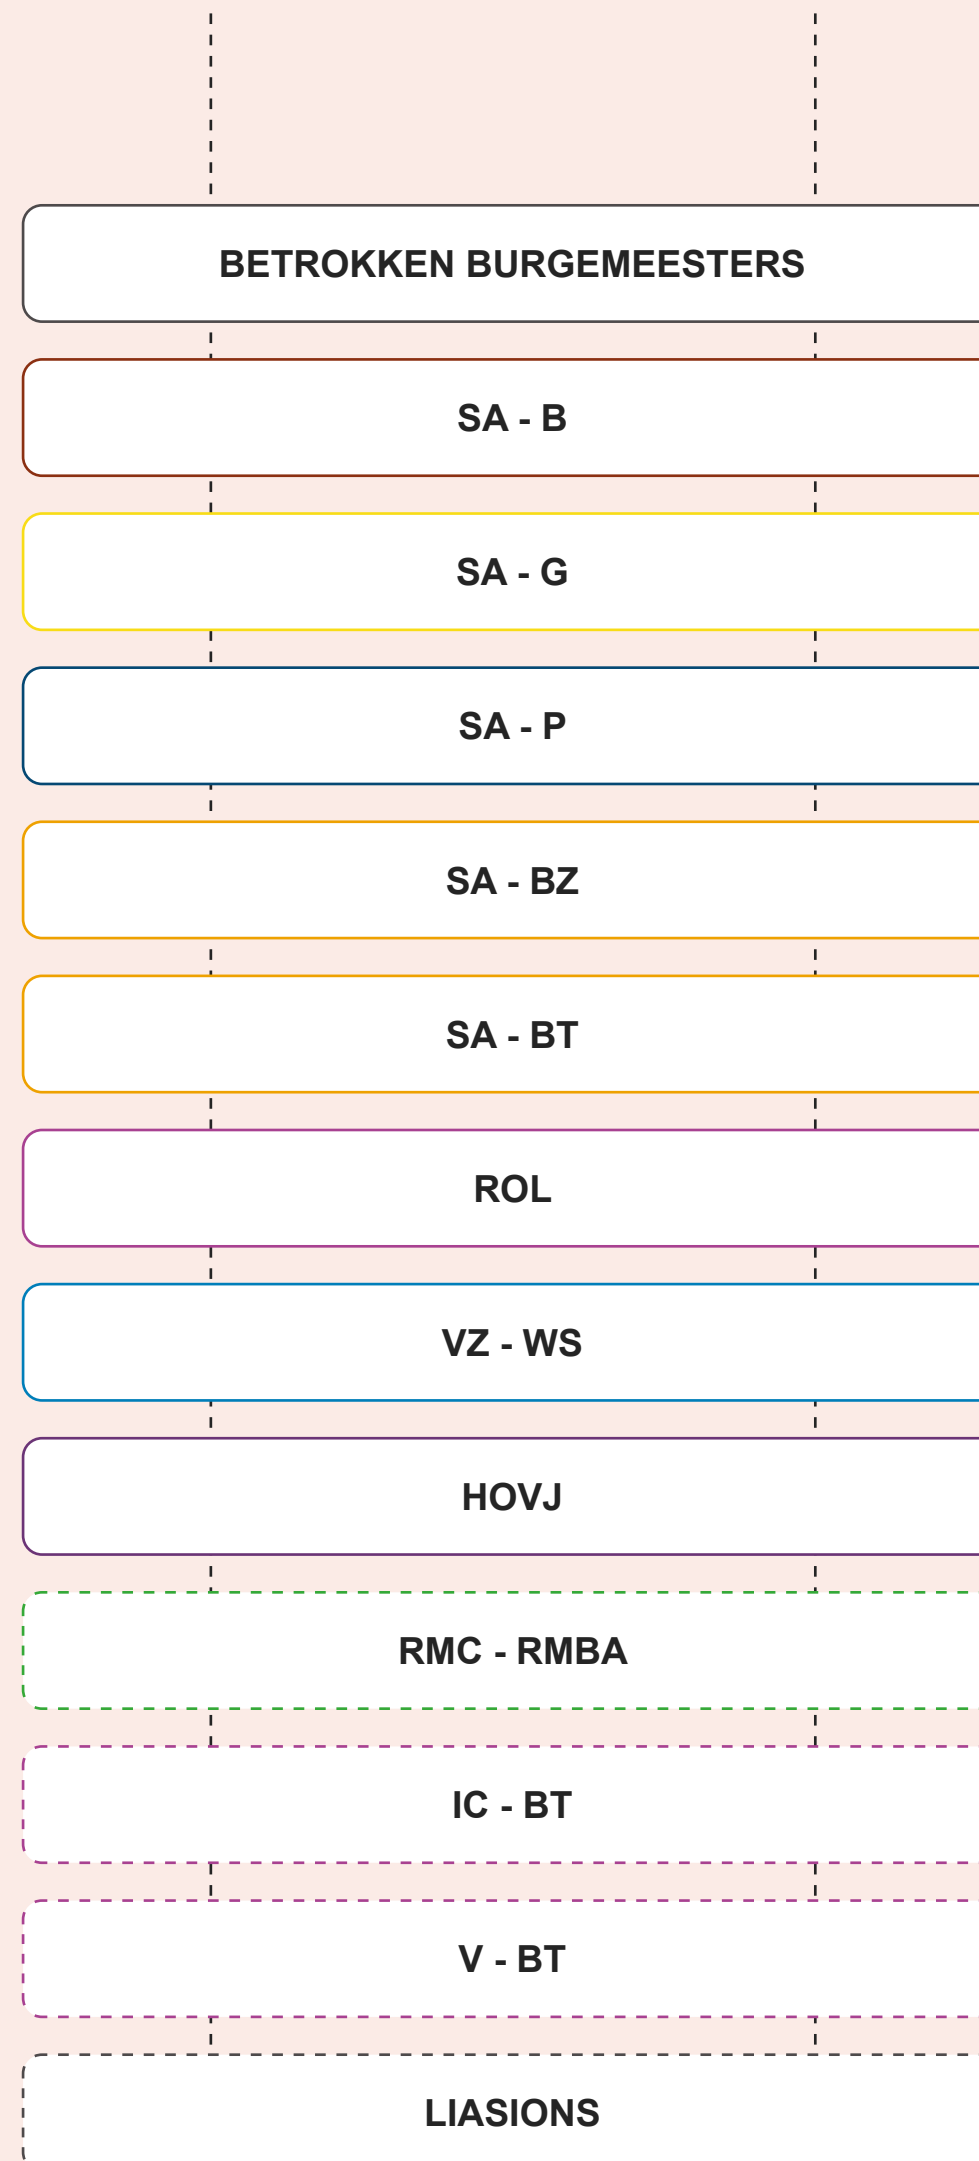 BETROKKEN BURGEMEESTERS
SA - B
SA - G
SA - P
SA - BZ
SA - BT
ROL
VZ - WS
HOVJ
RMC - RMBA
IC - BT
V - BT
LIASIONS